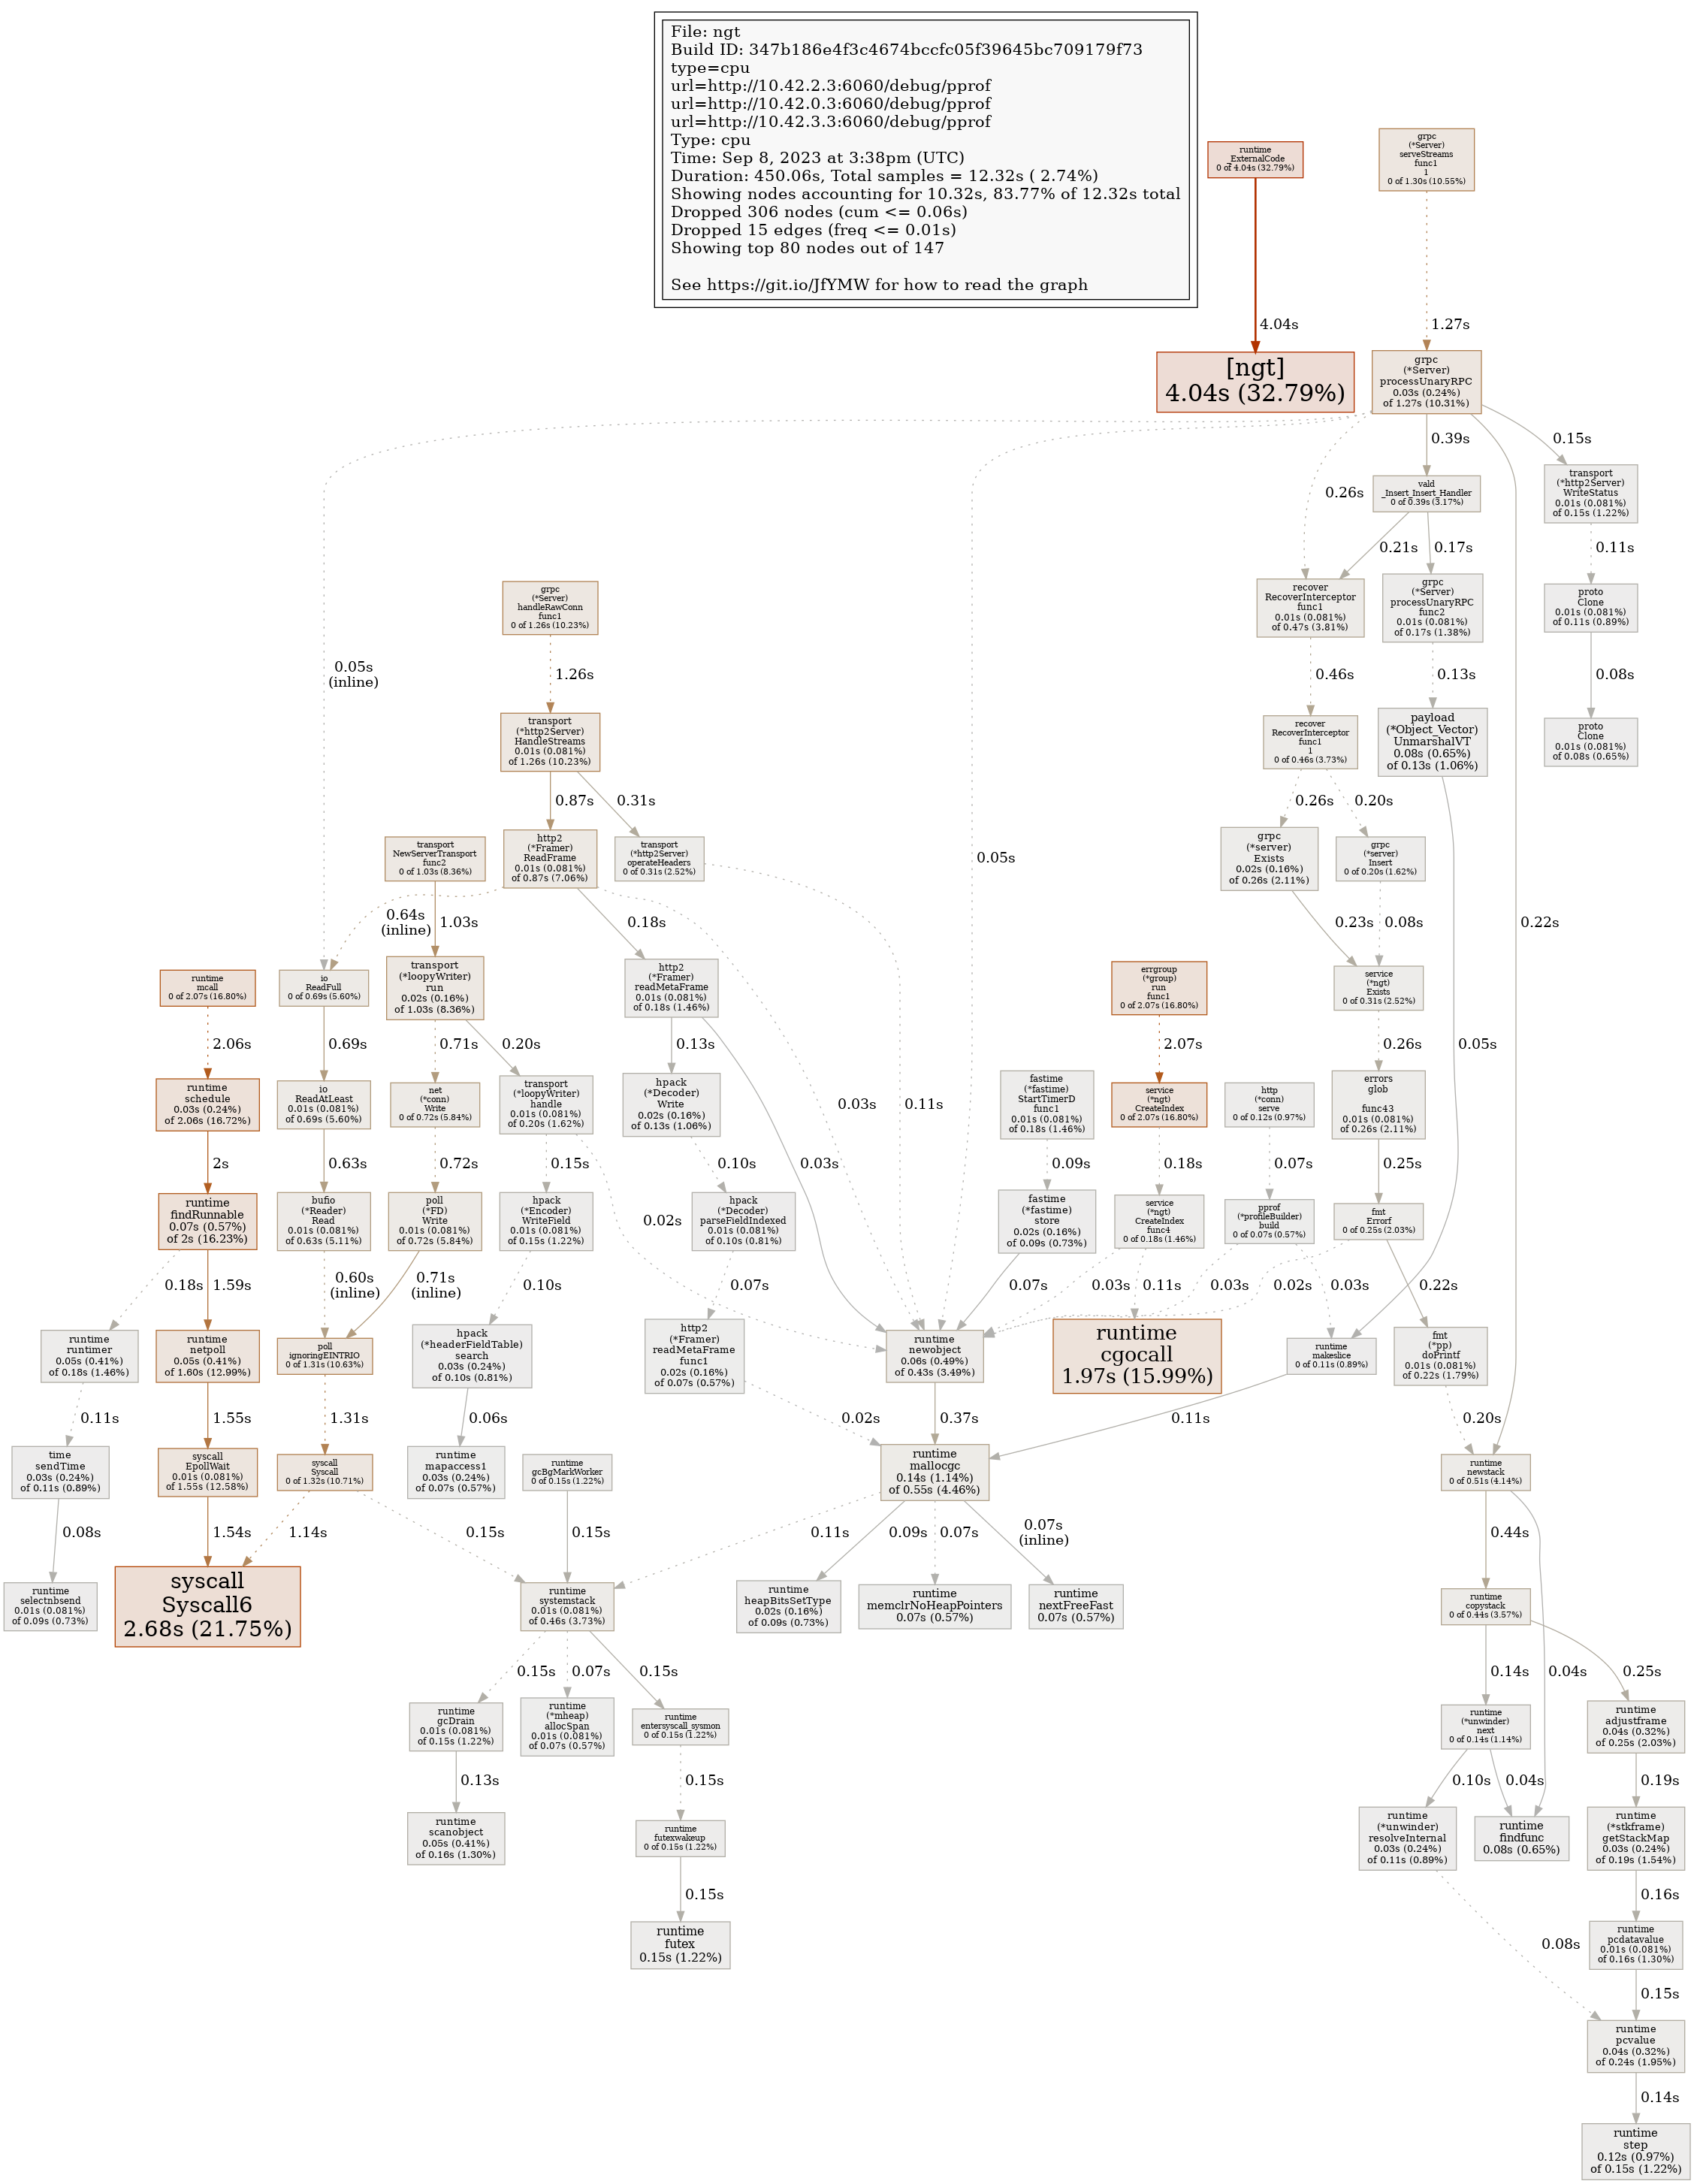 File: ngt
Build ID: 347b186e4f3c4674bccfc05f39645bc709179f73
type=cpu
url=http://10.42.2.3:6060/debug/pprof
url=http://10.42.0.3:6060/debug/pprof
url=http://10.42.3.3:6060/debug/pprof
Type: cpu
Time: Sep 8, 2023 at 3:38pm (UTC)
Duration: 450.06s, Total samples = 12.32s ( 2.74%)
Showing nodes accounting for 10.32s, 83.77% of 12.32s total
Dropped 306 nodes (cum <= 0.06s)
Dropped 15 edges (freq <= 0.01s)
Showing top 80 nodes out of 147
See https://git.io/JfYMW for how to read the graph
runtime
_ExternalCode
0 of 4.04s (32.79%)
grpc
(*Server)
serveStreams
func1
1
0 of 1.30s (10.55%)
4.04s
1.27s
[ngt]
4.04s (32.79%)
grpc
(*Server)
processUnaryRPC
0.03s (0.24%)
of 1.27s (10.31%)
0.05s
(inline)
0.05s
0.26s
0.39s
0.22s
0.15s
vald
_Insert_Insert_Handler
0 of 0.39s (3.17%)
transport
(*http2Server)
WriteStatus
0.01s (0.081%)
of 0.15s (1.22%)
0.21s
0.17s
0.11s
grpc
(*Server)
handleRawConn
func1
0 of 1.26s (10.23%)
recover
RecoverInterceptor
func1
0.01s (0.081%)
of 0.47s (3.81%)
grpc
(*Server)
processUnaryRPC
func2
0.01s (0.081%)
of 0.17s (1.38%)
proto
Clone
0.01s (0.081%)
of 0.11s (0.89%)
1.26s
0.46s
0.13s
0.08s
transport
(*http2Server)
HandleStreams
0.01s (0.081%)
of 1.26s (10.23%)
recover
RecoverInterceptor
func1
1
0 of 0.46s (3.73%)
payload
(*Object_Vector)
UnmarshalVT
0.08s (0.65%)
of 0.13s (1.06%)
proto
Clone
0.01s (0.081%)
of 0.08s (0.65%)
0.87s
0.31s
0.26s
0.20s
0.05s
transport
NewServerTransport
func2
0 of 1.03s (8.36%)
http2
(*Framer)
ReadFrame
0.01s (0.081%)
of 0.87s (7.06%)
transport
(*http2Server)
operateHeaders
0 of 0.31s (2.52%)
grpc
(*server)
Exists
0.02s (0.16%)
of 0.26s (2.11%)
grpc
(*server)
Insert
0 of 0.20s (1.62%)
0.64s
(inline)
1.03s
0.18s
0.03s
0.11s
0.23s
0.08s
runtime
mcall
0 of 2.07s (16.80%)
io
ReadFull
0 of 0.69s (5.60%)
transport
(*loopyWriter)
run
0.02s (0.16%)
of 1.03s (8.36%)
http2
(*Framer)
readMetaFrame
0.01s (0.081%)
of 0.18s (1.46%)
errgroup
(*group)
run
func1
0 of 2.07s (16.80%)
service
(*ngt)
Exists
0 of 0.31s (2.52%)
2.06s
0.69s
0.71s
0.20s
0.13s
0.03s
2.07s
0.26s
runtime
schedule
0.03s (0.24%)
of 2.06s (16.72%)
io
ReadAtLeast
0.01s (0.081%)
of 0.69s (5.60%)
net
(*conn)
Write
0 of 0.72s (5.84%)
transport
(*loopyWriter)
handle
0.01s (0.081%)
of 0.20s (1.62%)
hpack
(*Decoder)
Write
0.02s (0.16%)
of 0.13s (1.06%)
fastime
(*fastime)
StartTimerD
func1
0.01s (0.081%)
of 0.18s (1.46%)
service
(*ngt)
CreateIndex
0 of 2.07s (16.80%)
http
(*conn)
serve
0 of 0.12s (0.97%)
errors
glob

func43
0.01s (0.081%)
of 0.26s (2.11%)
2s
0.63s
0.72s
0.15s
0.02s
0.10s
0.09s
0.18s
0.07s
0.25s
runtime
findRunnable
0.07s (0.57%)
of 2s (16.23%)
bufio
(*Reader)
Read
0.01s (0.081%)
of 0.63s (5.11%)
poll
(*FD)
Write
0.01s (0.081%)
of 0.72s (5.84%)
hpack
(*Encoder)
WriteField
0.01s (0.081%)
of 0.15s (1.22%)
hpack
(*Decoder)
parseFieldIndexed
0.01s (0.081%)
of 0.10s (0.81%)
fastime
(*fastime)
store
0.02s (0.16%)
of 0.09s (0.73%)
service
(*ngt)
CreateIndex
func4
0 of 0.18s (1.46%)
pprof
(*profileBuilder)
build
0 of 0.07s (0.57%)
fmt
Errorf
0 of 0.25s (2.03%)
0.18s
1.59s
0.60s
(inline)
0.71s
(inline)
0.10s
0.07s
0.07s
0.03s
0.11s
0.03s
0.03s
0.02s
0.22s
runtime
runtimer
0.05s (0.41%)
of 0.18s (1.46%)
runtime
netpoll
0.05s (0.41%)
of 1.60s (12.99%)
poll
ignoringEINTRIO
0 of 1.31s (10.63%)
hpack
(*headerFieldTable)
search
0.03s (0.24%)
of 0.10s (0.81%)
http2
(*Framer)
readMetaFrame
func1
0.02s (0.16%)
of 0.07s (0.57%)
runtime
newobject
0.06s (0.49%)
of 0.43s (3.49%)
runtime
cgocall
1.97s (15.99%)
runtime
makeslice
0 of 0.11s (0.89%)
fmt
(*pp)
doPrintf
0.01s (0.081%)
of 0.22s (1.79%)
0.11s
1.55s
1.31s
0.06s
0.02s
0.37s
0.11s
0.20s
time
sendTime
0.03s (0.24%)
of 0.11s (0.89%)
syscall
EpollWait
0.01s (0.081%)
of 1.55s (12.58%)
syscall
Syscall
0 of 1.32s (10.71%)
runtime
mapaccess1
0.03s (0.24%)
of 0.07s (0.57%)
runtime
gcBgMarkWorker
0 of 0.15s (1.22%)
runtime
mallocgc
0.14s (1.14%)
of 0.55s (4.46%)
runtime
newstack
0 of 0.51s (4.14%)
0.08s
1.54s
1.14s
0.15s
0.15s
0.11s
0.09s
0.07s
0.07s
(inline)
0.44s
runtime
selectnbsend
0.01s (0.081%)
of 0.09s (0.73%)
syscall
Syscall6
2.68s (21.75%)
runtime
systemstack
0.01s (0.081%)
of 0.46s (3.73%)
runtime
heapBitsSetType
0.02s (0.16%)
of 0.09s (0.73%)
runtime
memclrNoHeapPointers
0.07s (0.57%)
runtime
nextFreeFast
0.07s (0.57%)
runtime
copystack
0 of 0.44s (3.57%)
0.15s
0.07s
0.15s
0.14s
0.04s
0.25s
runtime
gcDrain
0.01s (0.081%)
of 0.15s (1.22%)
runtime
(*mheap)
allocSpan
0.01s (0.081%)
of 0.07s (0.57%)
runtime
entersyscall_sysmon
0 of 0.15s (1.22%)
runtime
(*unwinder)
next
0 of 0.14s (1.14%)
runtime
adjustframe
0.04s (0.32%)
of 0.25s (2.03%)
0.13s
0.15s
0.10s
0.04s
0.19s
runtime
scanobject
0.05s (0.41%)
of 0.16s (1.30%)
runtime
futexwakeup
0 of 0.15s (1.22%)
runtime
(*unwinder)
resolveInternal
0.03s (0.24%)
of 0.11s (0.89%)
runtime
findfunc
0.08s (0.65%)
runtime
(*stkframe)
getStackMap
0.03s (0.24%)
of 0.19s (1.54%)
0.15s
0.08s
0.16s
runtime
futex
0.15s (1.22%)
runtime
pcdatavalue
0.01s (0.081%)
of 0.16s (1.30%)
0.15s
runtime
pcvalue
0.04s (0.32%)
of 0.24s (1.95%)
0.14s
runtime
step
0.12s (0.97%)
of 0.15s (1.22%)